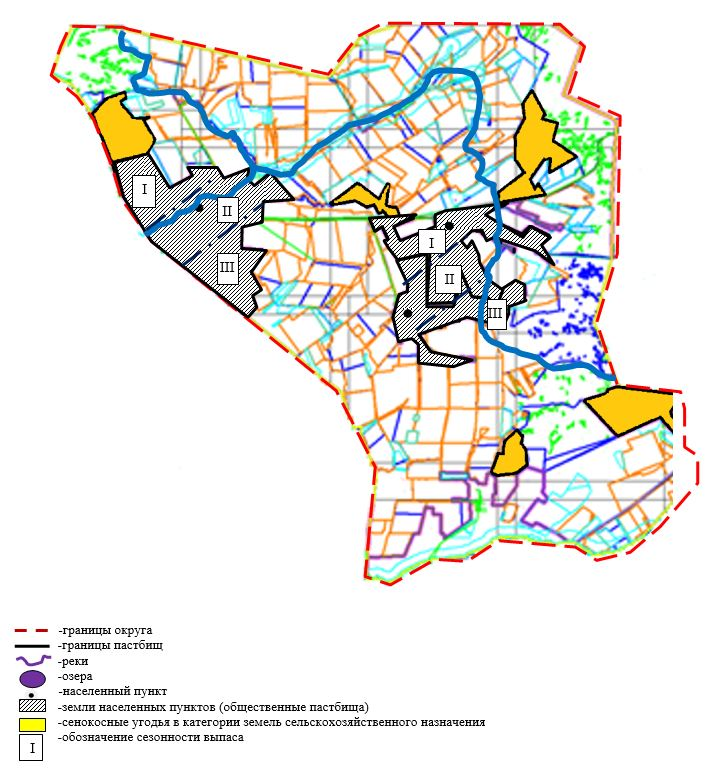 I
II
III
I
II
III
-границы округа
-границы пастбищ
-реки
-озера
-населенный пункт
-земли населенных пунктов (общественные пастбища)
-сенокосные угодья в категории земель сельскохозяйственного назначения
I
-обозначение сезонности выпаса